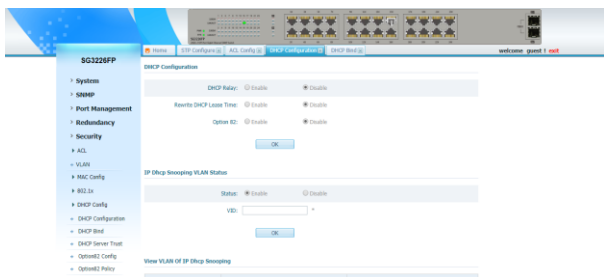 SG3226FP
Home
STP Configure
ACL Config
DHCP Configuration
DHCP Bind
welcome guest ! exit
SG3226FP
System
SNMP
Port Management
Redundancy
Security
ACL
VLAN
MAC Config
802.1x
DHCP Config
DHCP Configuration
DHCP Bind
DHCP Server Trust
Option82 Config
Option82 Policy
DHCP Configuration
DHCP Relay: Enable Disable
Rewrite DHCP Lease Time: Enable Disable
Option 82: Enable Disable
OK
IP Dhcp Snooping VLAN Status
Status: Enable Disable
VID: *
OK
View VLAN Of IP Dhcp Snooping